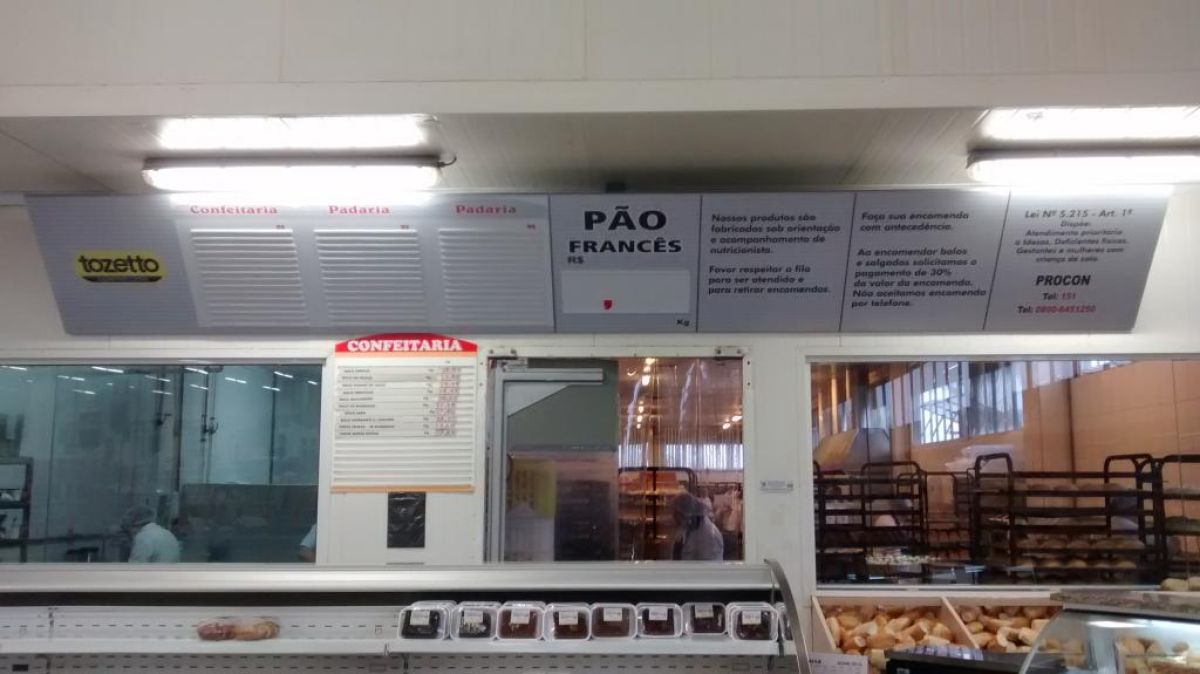 tozetto
Confeitaria
Padaria
Padaria
PÃO
FRANCÊS
R$
,
Kg
Nossos produtos são
fabricados sob orientação
e acompanhamento de
nutricionista.
Favor respeitar a fila
para ser atendido e
para retirar encomendas.
Faça sua encomenda
com antecedência.
Ao encomendar bolos
e salgados solicitamos o
pagamento de 30%
do valor da encomenda.
Não aceitamos encomenda
por telefone.
Lei Nº 5.215 - Art. 1º
Dispõe:
Atendimento prioritário
a Idosos, Deficientes físicos,
Gestantes e mulheres com
criança de colo.
PROCON
Tel: 151
Tel: 0800-6451250
CONFEITARIA